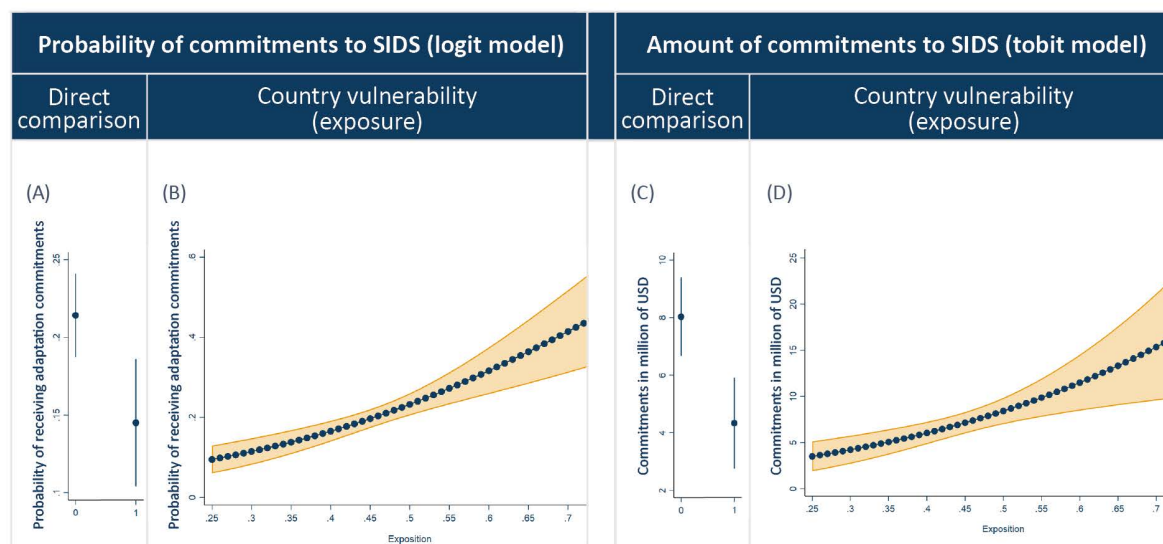 Probability of commitments to SIDS (logit model)
Amount of commitments to SIDS (tobit model)
Direct
comparison
Country vulnerability
(exposure)
Direct
comparison
Country vulnerability
(exposure)
(A)
Probability of receiving adaptation commitments
.25
.2
.15
.1
0 1
(B)
Probability of receiving adaptation commitments
.6
.4
.2
0
.25 .3 .35 .4 .45 .5 .55 .6 .65 .7
Exposition
(C)
Commitments in million of USD
10
8
6
4
2
0 1
(D)
Commitments in million of USD
25
20
15
10
5
0
.25 .3 .35 .4 .45 .5 .55 .6 .65 .7
Exposition